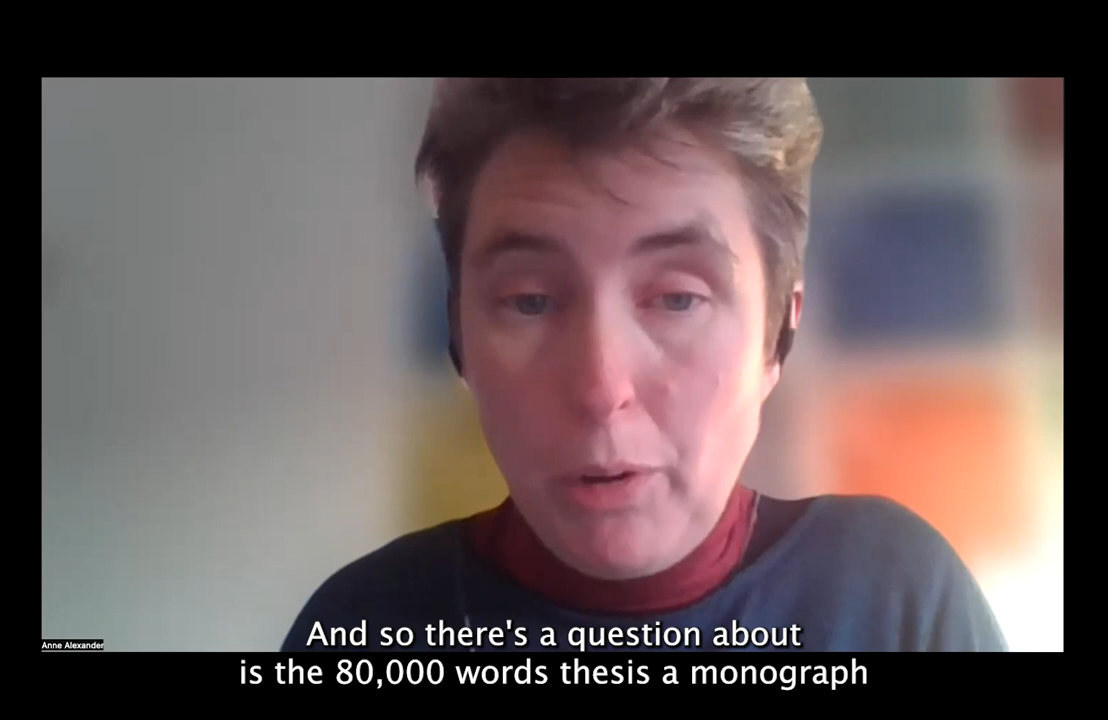 Anne Alexander
And so there's a question about
is the 80,000 words thesis a monograph